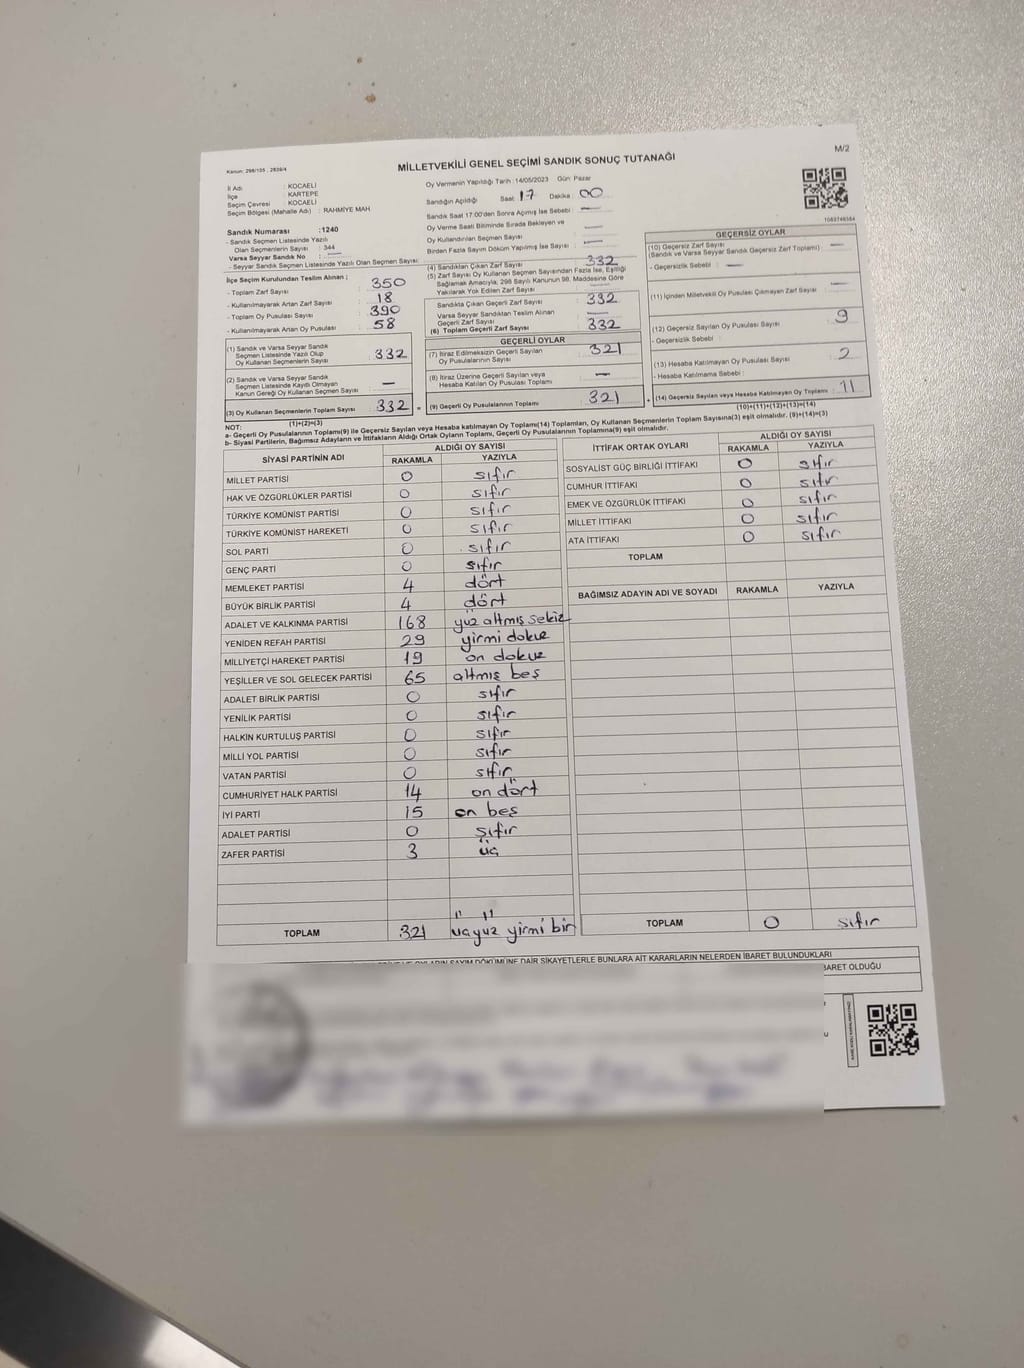 M/2
Kanun: 298/105 , 2839/4
MİLLETVEKİLİ GENEL SEÇİMİ SANDIK SONUÇ TUTANAĞI
İl Adı : KOCAELİ
İlçe : KARTEPE
Seçim Çevresi : KOCAELİ
Seçim Bölgesi (Mahalle Adı) : RAHMİYE MAH
Sandık Numarası :1240
- Sandık Seçmen Listesinde Yazılı
Olan Seçmenlerin Sayısı : 344
Varsa Seyyar Sandık No : —
- Seyyar Sandık Seçmen Listesinde Yazılı Olan Seçmen Sayısı:
Oy Vermenin Yapıldığı Tarih :14/05/2023 Gün: Pazar
Sandığın Açıldığı Saat: 17 Dakika : 00
Sandık Saat 17:00'den Sonra Açılmış İse Sebebi : —
Oy Verme Saati Bitiminde Sırada Bekleyen ve
Oy Kullandırılan Seçmen Sayısı : —
Birden Fazla Sayım Döküm Yapılmış İse Sayısı : —
1083746364
İlçe Seçim Kurulundan Teslim Alınan ;
- Toplam Zarf Sayısı : 350
- Kullanılmayarak Artan Zarf Sayısı : 18
- Toplam Oy Pusulası Sayısı : 390
- Kullanılmayarak Artan Oy Pusulası : 58
(1) Sandık ve Varsa Seyyar Sandık
Seçmen Listesinde Yazılı Olup
Oy Kullanan Seçmenlerin Sayısı : 332
(2) Sandık ve Varsa Seyyar Sandık
Seçmen Listesinde Kaydı Olmayan
Kanun Gereği Oy Kullanan Seçmen Sayısı : —
(3) Oy Kullanan Seçmenlerin Toplam Sayısı : 332
(1)+(2)=(3)
(4) Sandıktan Çıkan Zarf Sayısı : 332
(5) Zarf Sayısı Oy Kullanan Seçmen Sayısından Fazla İse, Eşitliği
Sağlamak Amacıyla; 298 Sayılı Kanunun 98. Maddesine Göre
Yakılarak Yok Edilen Zarf Sayısı : —
Sandıkta Çıkan Geçerli Zarf Sayısı : 332
Varsa Seyyar Sandıktan Teslim Alınan
Geçerli Zarf Sayısı : —
(6) Toplam Geçerli Zarf Sayısı : 332
GEÇERLİ OYLAR
(7) İtiraz Edilmeksizin Geçerli Sayılan
Oy Pusulalarının Sayısı : 321
(8) İtiraz Üzerine Geçerli Sayılan veya
Hesaba Katılan Oy Pusulası Toplamı : —
(9) Geçerli Oy Pusulalarının Toplamı : 321
GEÇERSİZ OYLAR
(10) Geçersiz Zarf Sayısı : —
(Sandık ve Varsa Seyyar Sandık Geçersiz Zarf Toplamı)
- Geçersizlik Sebebi : —
(11) İçinden Milletvekili Oy Pusulası Çıkmayan Zarf Sayısı : —
(12) Geçersiz Sayılan Oy Pusulası Sayısı : 9
- Geçersizlik Sebebi :
(13) Hesaba Katılmayan Oy Pusulası Sayısı : 2
- Hesaba Katılmama Sebebi :
(14) Geçersiz Sayılan veya Hesaba Katılmayan Oy Toplamı : 11
(10)+(11)+(12)+(13)=(14)
NOT:
a- Geçerli Oy Pusulalarının Toplamı(9) ile Geçersiz Sayılan veya Hesaba katılmayan Oy Toplamı(14) Toplamları, Oy Kullanan Seçmenlerin Toplam Sayısına(3) eşit olmalıdır. (9)+(14)=(3)
b- Siyasi Partilerin, Bağımsız Adayların ve İttifakların Aldığı Ortak Oyların Toplamı, Geçerli Oy Pusulalarının Toplamına(9) eşit olmalıdır.
SİYASİ PARTİNİN ADI ALDIĞI OY SAYISI
RAKAMLA YAZIYLA
MİLLET PARTİSİ 0 sıfır
HAK VE ÖZGÜRLÜKLER PARTİSİ 0 sıfır
TÜRKİYE KOMÜNİST PARTİSİ 0 sıfır
TÜRKİYE KOMÜNİST HAREKETİ 0 sıfır
SOL PARTİ 0 sıfır
GENÇ PARTİ 0 sıfır
MEMLEKET PARTİSİ 4 dört
BÜYÜK BİRLİK PARTİSİ 4 dört
ADALET VE KALKINMA PARTİSİ 168 yüz altmış sekiz
YENİDEN REFAH PARTİSİ 29 yirmi dokuz
MİLLİYETÇİ HAREKET PARTİSİ 19 on dokuz
YEŞİLLER VE SOL GELECEK PARTİSİ 65 altmış beş
ADALET BİRLİK PARTİSİ 0 sıfır
YENİLİK PARTİSİ 0 sıfır
HALKIN KURTULUŞ PARTİSİ 0 sıfır
MİLLİ YOL PARTİSİ 0 sıfır
VATAN PARTİSİ 0 sıfır
CUMHURİYET HALK PARTİSİ 14 on dört
İYİ PARTİ 15 on beş
ADALET PARTİSİ 0 sıfır
ZAFER PARTİSİ 3 üç
TOPLAM 321 üçyüz yirmi bir
İTTİFAK ORTAK OYLARI ALDIĞI OY SAYISI
RAKAMLA YAZIYLA
SOSYALİST GÜÇ BİRLİĞİ İTTİFAKI 0 sıfır
CUMHUR İTTİFAKI 0 sıfır
EMEK VE ÖZGÜRLÜK İTTİFAKI 0 sıfır
MİLLET İTTİFAKI 0 sıfır
ATA İTTİFAKI 0 sıfır
TOPLAM
BAĞIMSIZ ADAYIN ADI VE SOYADI RAKAMLA YAZIYLA
TOPLAM 0 sıfır
OYLARIN SAYIM DÖKÜMÜNE DAİR ŞİKAYETLERLE BUNLARA AİT KARARLARIN NELERDEN İBARET BULUNDUKLARI
BARET OLDUĞU